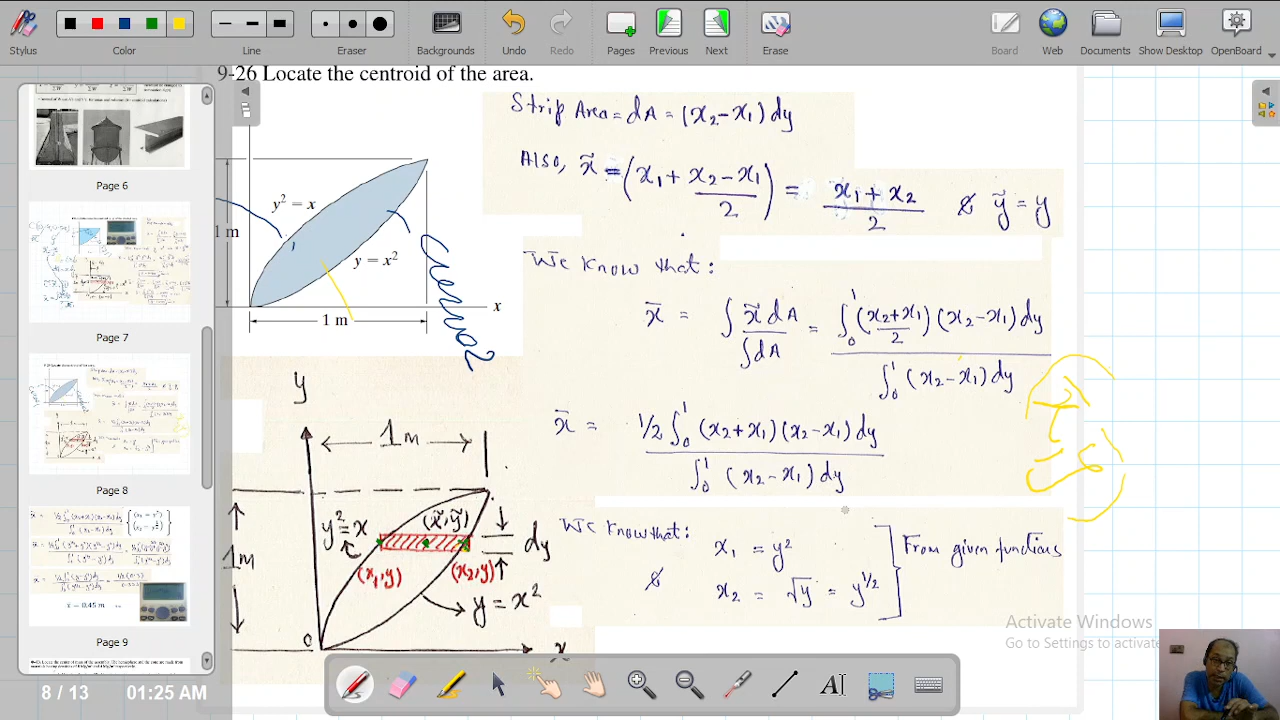 Stylus
Color
Line
Eraser
Backgrounds
Undo
Redo
Pages
Previous
Next
Erase
Board
Web
Documents
Show Desktop
OpenBoard
Page 6
Page 7
Page 8
x̄ = 0.45 m
Page 9
8 / 13 01:25 AM
9-26 Locate the centroid of the area.
y² = x
1 m
y = x²
x
1 m
y
1m
y² = x
(x̃, ỹ)
dy
1m
(x₁, y)
(x₂, y)
y = x²
0
x
Strip Area = dA = (x₂ - x₁) dy
Also, x̃ = (x₁ + (x₂ - x₁)/2) = (x₁ + x₂)/2 & ỹ = y
We know that:
x̄ = ∫ x̃ dA / ∫ dA = ∫₀¹ ((x₂+x₁)/2) (x₂-x₁) dy / ∫₀¹ (x₂-x₁) dy
x̄ = 1/2 ∫₀¹ (x₂+x₁) (x₂-x₁) dy / ∫₀¹ (x₂-x₁) dy
We know that:
x₁ = y²
& x₂ = √y = y^1/2
From given functions
Activate Windows
Go to Settings to activate